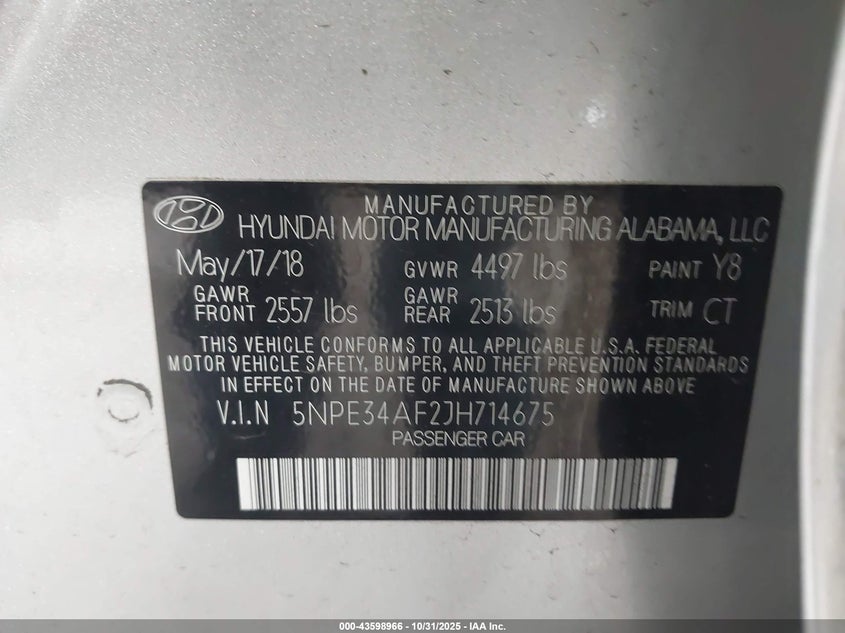 MANUFACTURED BY
HYUNDAI MOTOR MANUFACTURING ALABAMA, LLC
May/17/18 GVWR 4497 lbs PAINT Y8
GAWR FRONT 2557 lbs GAWR REAR 2513 lbs TRIM CT
THIS VEHICLE CONFORMS TO ALL APPLICABLE U.S.A. FEDERAL
MOTOR VEHICLE SAFETY, BUMPER, AND THEFT PREVENTION STANDARDS
IN EFFECT ON THE DATE OF MANUFACTURE SHOWN ABOVE.
V.I.N 5NPE34AF2JH714675
PASSENGER CAR
000-43598966 - 10/31/2025 - IAA Inc.